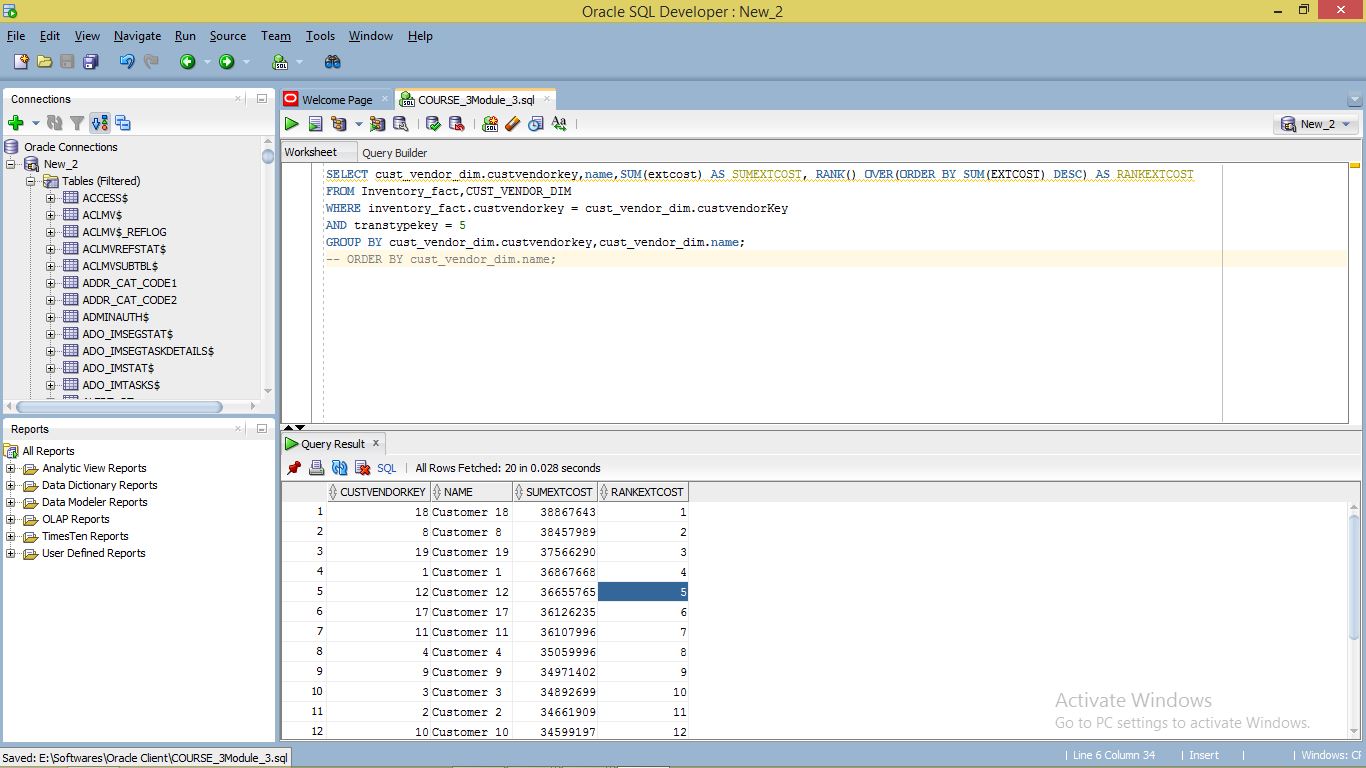 Oracle SQL Developer : New_2
File Edit View Navigate Run Source Team Tools Window Help
Connections
Oracle Connections
New_2
Tables (Filtered)
ACCESS$
ACLMV$
ACLMV$_REFLOG
ACLMVREFSTAT$
ACLMVSUBTBL$
ADDR_CAT_CODE1
ADDR_CAT_CODE2
ADMINAUTH$
ADO_IMSEGSTAT$
ADO_IMSEGTASKDETAILS$
ADO_IMSTAT$
ADO_IMTASKS$
Reports
All Reports
Analytic View Reports
Data Dictionary Reports
Data Modeler Reports
OLAP Reports
TimesTen Reports
User Defined Reports
Welcome Page COURSE_3Module_3.sql
New_2
Worksheet Query Builder
SELECT cust_vendor_dim.custvendorkey,name,SUM(extcost) AS SUMEXTCOST, RANK() OVER(ORDER BY SUM(EXTCOST) DESC) AS RANKEXTCOST
FROM Inventory_fact,CUST_VENDOR_DIM
WHERE inventory_fact.custvendorkey = cust_vendor_dim.custvendorKey
AND transtypekey = 5
GROUP BY cust_vendor_dim.custvendorkey,cust_vendor_dim.name;
-- ORDER BY cust_vendor_dim.name;
Query Result
SQL | All Rows Fetched: 20 in 0.028 seconds
CUSTVENDORKEY NAME SUMEXTCOST RANKEXTCOST
1 18 Customer 18 38867643 1
2 8 Customer 8 38457989 2
3 19 Customer 19 37566290 3
4 1 Customer 1 36867668 4
5 12 Customer 12 36655765 5
6 17 Customer 17 36126235 6
7 11 Customer 11 36107996 7
8 4 Customer 4 35059996 8
9 9 Customer 9 34971402 9
10 3 Customer 3 34892699 10
11 2 Customer 2 34661909 11
12 10 Customer 10 34599197 12
Activate Windows
Go to PC settings to activate Windows.
Saved: E:\Softwares\Oracle Client\COURSE_3Module_3.sql
| Line 6 Column 34 | Insert | | Windows: